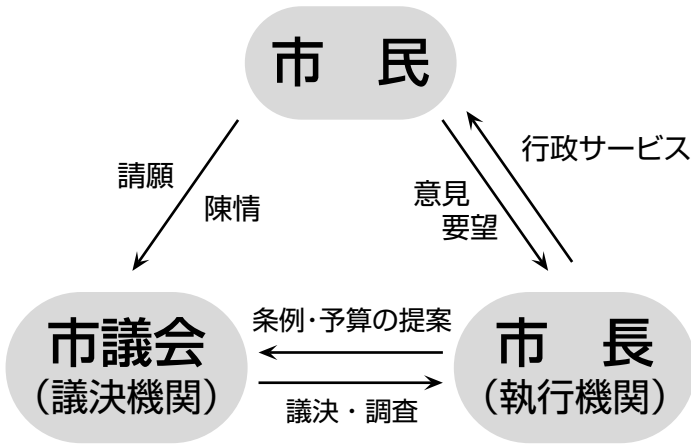 市　民
行政サービス
請願
陳情
意見
要望
条例・予算の提案
市議会
（議決機関）
市　長
（執行機関）
議決・調査